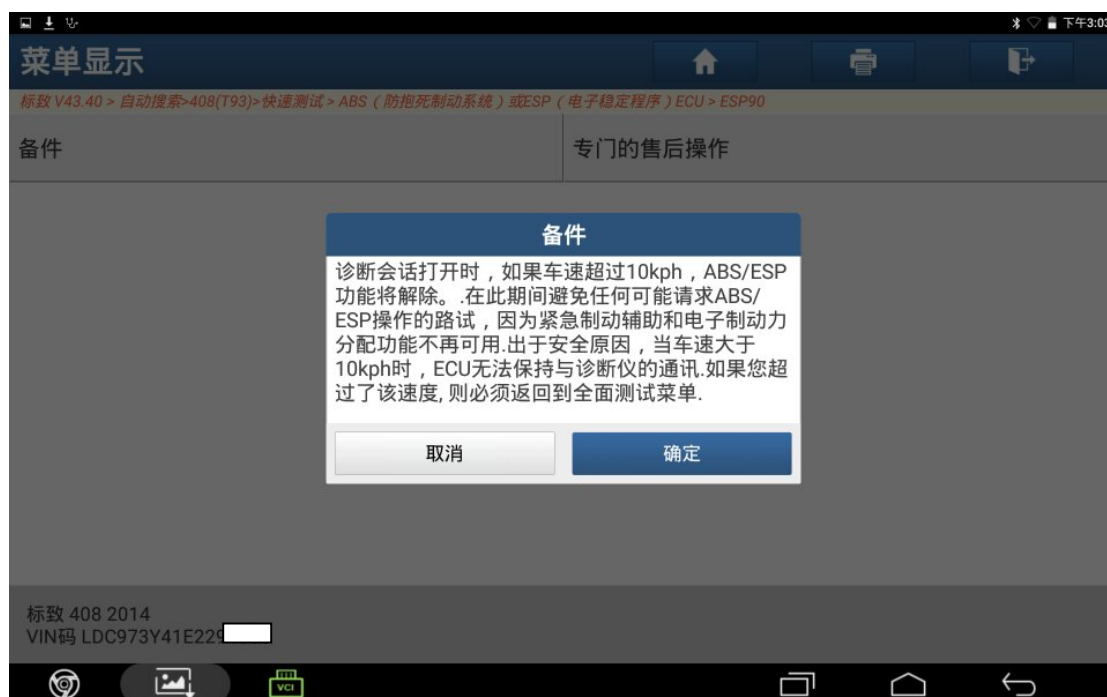 下午3:03
菜单显示
标致 V43.40 > 自动搜索>408(T93)>快速测试 > ABS（防抱死制动系统）或ESP（电子稳定程序）ECU > ESP90
备件
专门的售后操作
备件
诊断会话打开时，如果车速超过10kph，ABS/ESP
功能将解除。.在此期间避免任何可能请求ABS/
ESP操作的路试，因为紧急制动辅助和电子制动力
分配功能不再可用.出于安全原因，当车速大于
10kph时，ECU无法保持与诊断仪的通讯.如果您超
过了该速度, 则必须返回到全面测试菜单.
取消
确定
标致 408 2014
VIN码 LDC973Y41E229
VCI